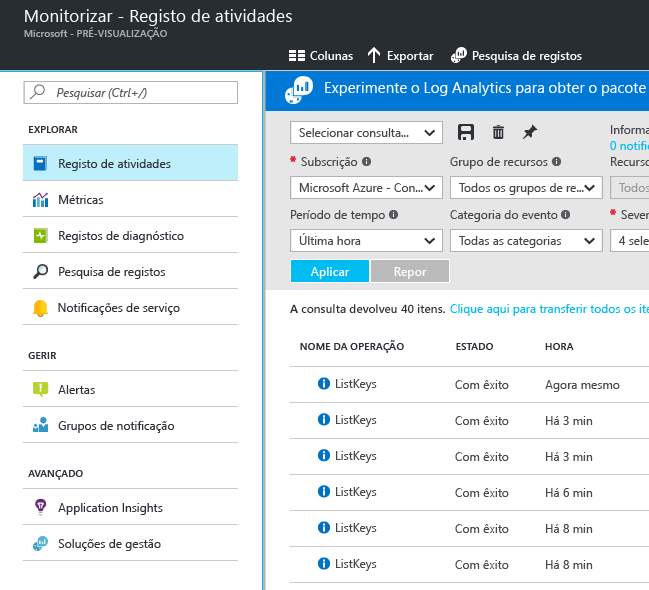 Monitorizar - Registo de atividades
Microsoft - PRÉ-VISUALIZAÇÃO
Colunas Exportar Pesquisa de registos
Pesquisar (Ctrl+/)
EXPLORAR
Registo de atividades
Métricas
Registos de diagnóstico
Pesquisa de registos
Notificações de serviço
GERIR
Alertas
Grupos de notificação
AVANÇADO
Application Insights
Soluções de gestão
Experimente o Log Analytics para obter o pacote
Selecionar consulta... Informa
0 notifi
* Subscrição Grupo de recursos Recurso
Microsoft Azure - Con... Todos os grupos de re... Todos
Período de tempo Categoria do evento * Sever
Última hora Todas as categorias 4 sele
Aplicar Repor
A consulta devolveu 40 itens. Clique aqui para transferir todos os ite
NOME DA OPERAÇÃO ESTADO HORA
ListKeys Com êxito Agora mesmo
ListKeys Com êxito Há 3 min
ListKeys Com êxito Há 3 min
ListKeys Com êxito Há 6 min
ListKeys Com êxito Há 8 min
ListKeys Com êxito Há 8 min